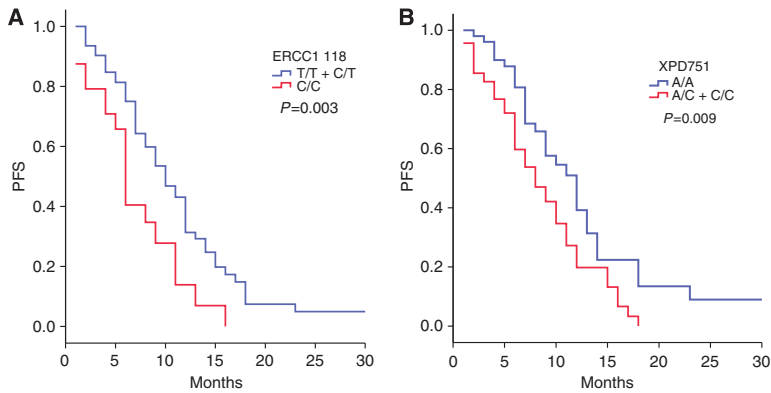 A
ERCC1 118
T/T + C/T
C/C
P=0.003
PFS
1.0
0.8
0.6
0.4
0.2
0.0
0 5 10 15 20 25 30
Months
B
XPD751
A/A
A/C + C/C
P=0.009
PFS
1.0
0.8
0.6
0.4
0.2
0.0
0 5 10 15 20 25 30
Months